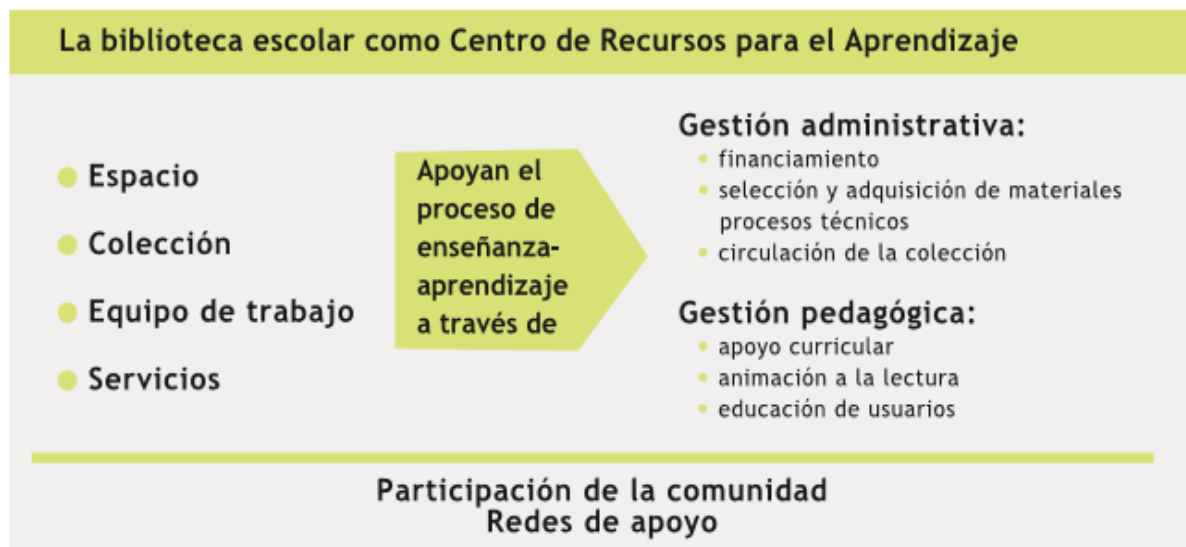 La biblioteca escolar como Centro de Recursos para el Aprendizaje
Espacio
Colección
Equipo de trabajo
Servicios
Apoyan el
proceso de
enseñanza-
aprendizaje
a través de
Gestión administrativa:
financiamiento
selección y adquisición de materiales
procesos técnicos
circulación de la colección
Gestión pedagógica:
apoyo curricular
animación a la lectura
educación de usuarios
Participación de la comunidad
Redes de apoyo